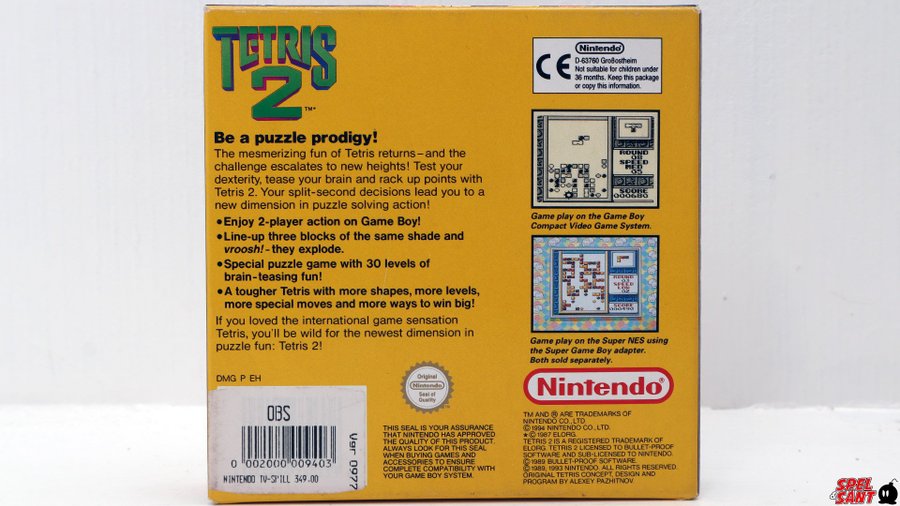 TETRIS
2™
Be a puzzle prodigy!
The mesmerizing fun of Tetris returns–and the
challenge escalates to new heights! Test your
dexterity, tease your brain and rack up points with
Tetris 2. Your split-second decisions lead you to a
new dimension in puzzle solving action!
•Enjoy 2-player action on Game Boy!
•Line-up three blocks of the same shade and
vroosh!-they explode.
•Special puzzle game with 30 levels of
brain-teasing fun!
•A tougher Tetris with more shapes, more levels,
more special moves and more ways to win big!
If you loved the international game sensation
Tetris, you'll be wild for the newest dimension in
puzzle fun: Tetris 2!
DMG P EH
OBS
0 002000 009403
NINTENDO TV-SPILL 349.00
Ver 0977
Original
Nintendo
Seal of
Quality
THIS SEAL IS YOUR ASSURANCE
THAT NINTENDO HAS APPROVED
THE QUALITY OF THIS PRODUCT.
ALWAYS LOOK FOR THIS SEAL
WHEN BUYING GAMES AND
ACCESSORIES TO ENSURE
COMPLETE COMPATIBILITY WITH
YOUR GAME BOY SYSTEM.
CE
Nintendo
D-63760 Großostheim
Not suitable for children under
36 months. Keep this package
or copy this information.
ROUND
08
SPEED
MED
05
SCORE
000686
Game play on the Game Boy
Compact Video Game System.
ROUND
03
SPEED
LOW
02
SCORE
000490
Game play on the Super NES using
the Super Game Boy adapter.
Both sold separately.
Nintendo®
TM AND ® ARE TRADEMARKS OF
NINTENDO CO., LTD.
© 1994 NINTENDO CO., LTD.
★© 1987 ELORG.
TETRIS 2 IS A REGISTERED TRADEMARK OF
ELORG. TETRIS 2 LICENSED TO BULLET-PROOF
SOFTWARE AND SUB-LICENSED TO NINTENDO.
© 1989 BULLET-PROOF SOFTWARE.
© 1989, 1993 NINTENDO. ALL RIGHTS RESERVED.
ORIGINAL TETRIS CONCEPT, DESIGN AND
PROGRAM BY ALEXEY PAZHITNOV.
SPEL
SANT